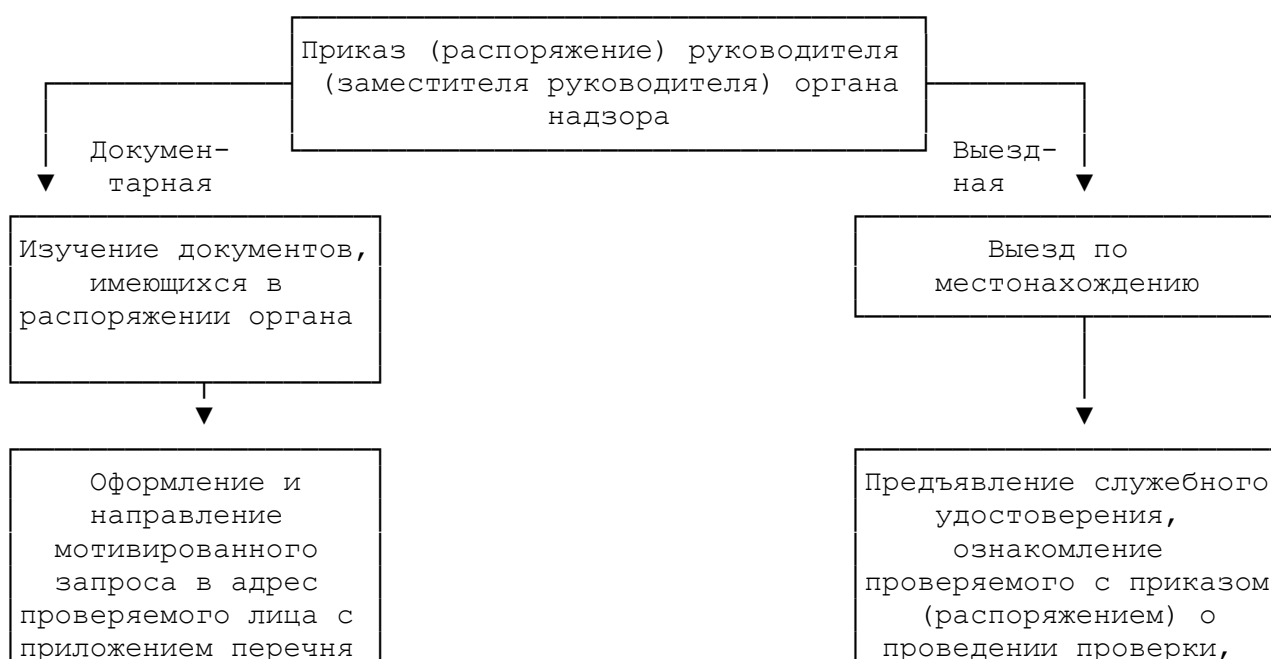 Приказ (распоряжение) руководителя
(заместителя руководителя) органа
надзора
Докумен-
тарная
Выезд-
ная
Изучение документов,
имеющихся в
распоряжении органа
Выезд по
местонахождению
Оформление и
направление
мотивированного
запроса в адрес
проверяемого лица с
приложением перечня
Предъявление служебного
удостоверения,
ознакомление
проверяемого с приказом
(распоряжением) о
проведении проверки,